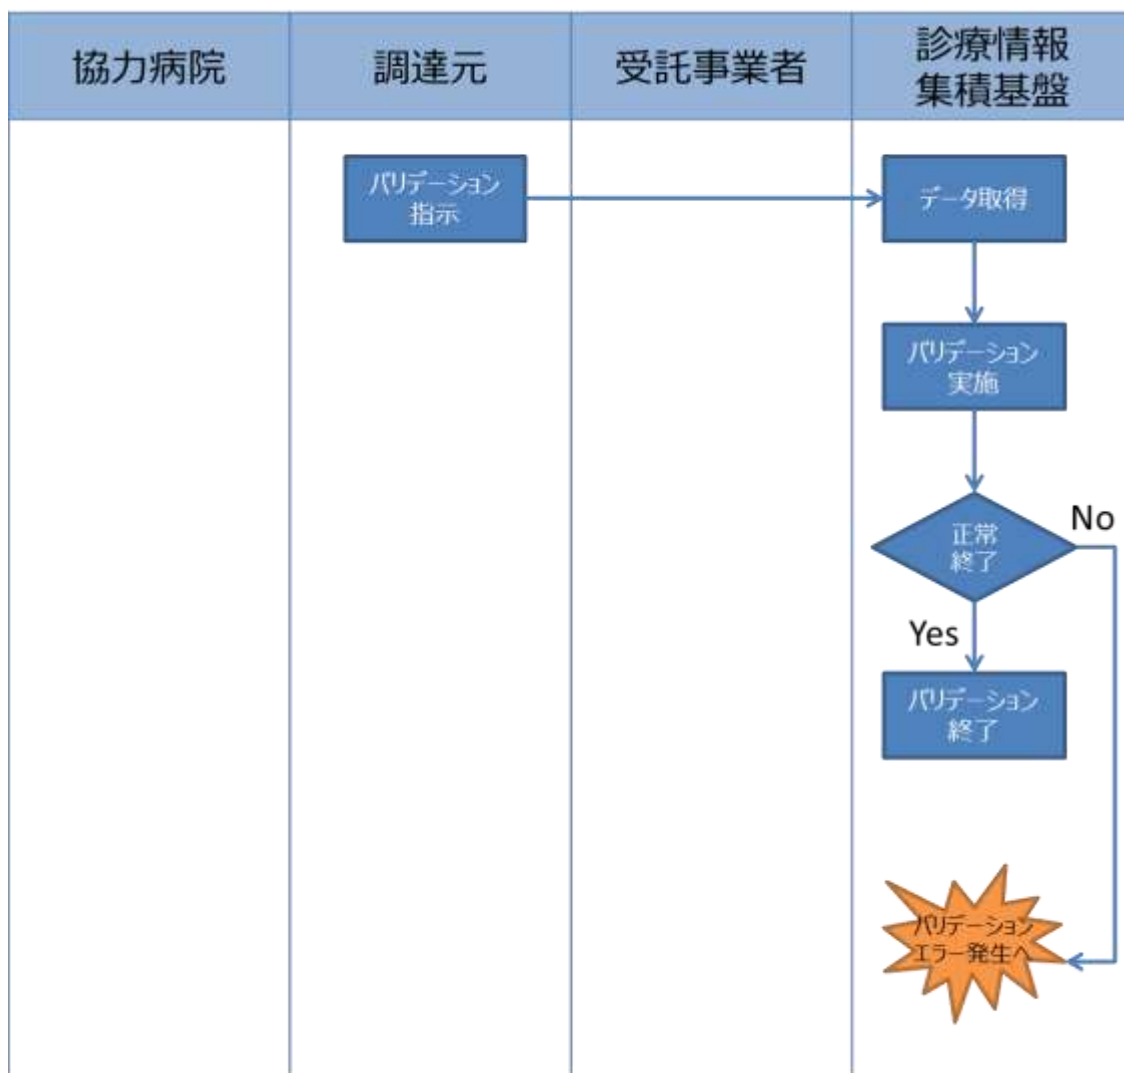 協力病院
調達元
受託事業者
診療情報
集積基盤
バリデーション
指示
データ取得
バリデーション
実施
正常
終了
No
Yes
バリデーション
終了
バリデーション
エラー発生へ